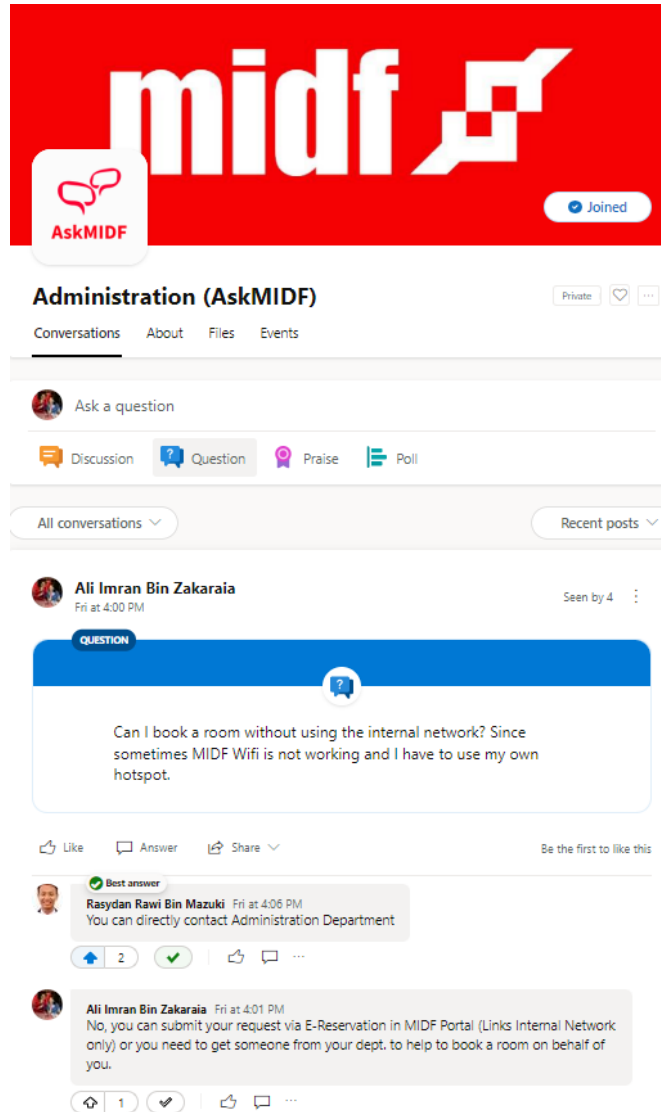 midf
AskMIDF
Joined
Administration (AskMIDF)
Private
Conversations About Files Events
Ask a question
Discussion Question Praise Poll
All conversations
Recent posts
Ali Imran Bin Zakaraia
Fri at 4:00 PM
Seen by 4
QUESTION
Can I book a room without using the internal network? Since
sometimes MIDF Wifi is not working and I have to use my own
hotspot.
Like Answer Share
Be the first to like this
Best answer
Rasydan Rawi Bin Mazuki Fri at 4:06 PM
You can directly contact Administration Department
2
Ali Imran Bin Zakaraia Fri at 4:01 PM
No, you can submit your request via E-Reservation in MIDF Portal (Links Internal Network
only) or you need to get someone from your dept. to help to book a room on behalf of
you.
1